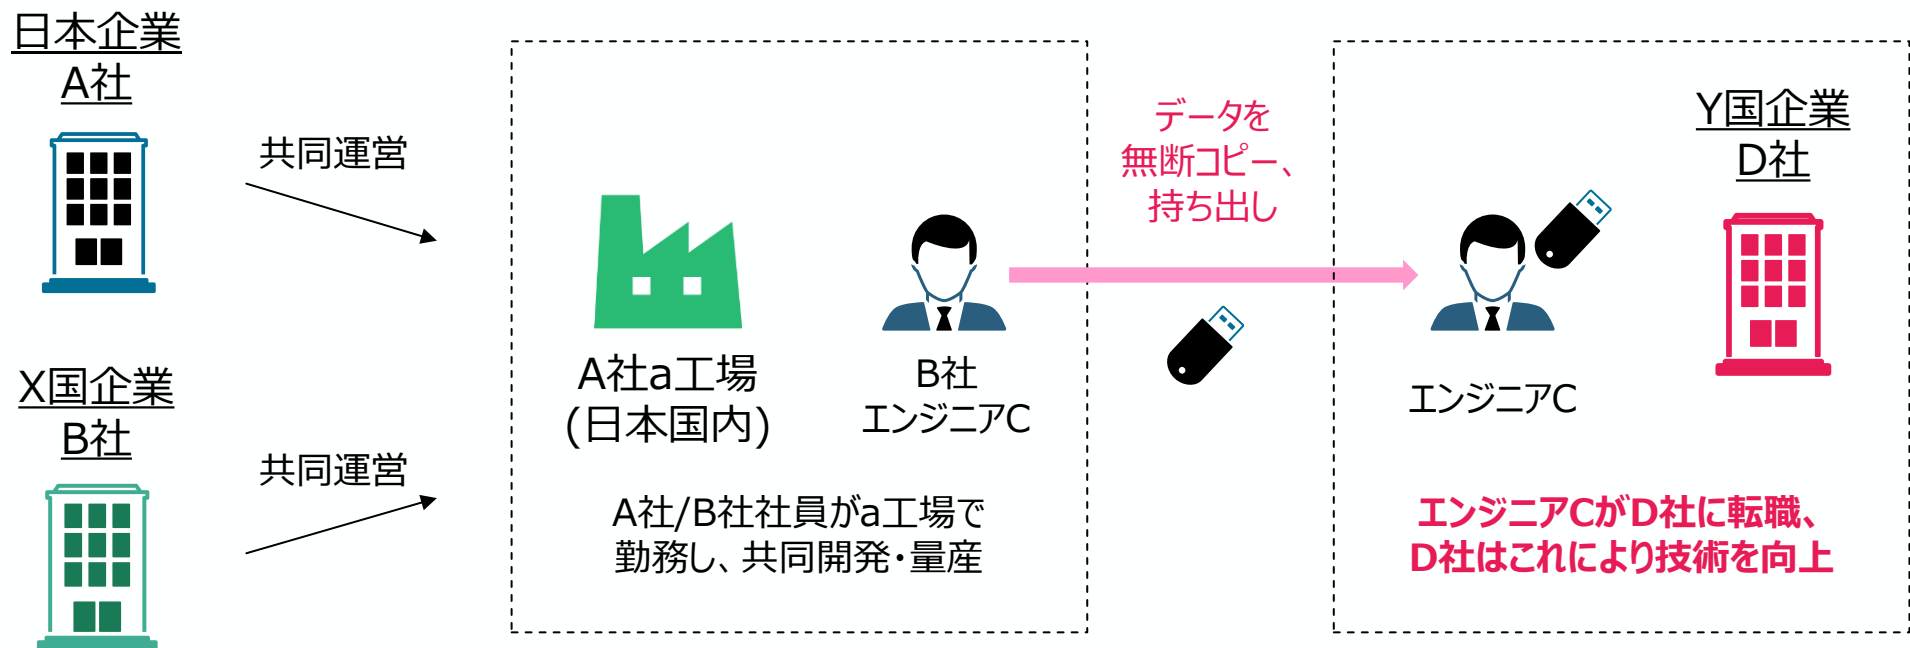 日本企業
A社
共同運営
X国企業
B社
共同運営
A社a工場
(日本国内)
B社
エンジニアC
A社/B社社員がa工場で
勤務し、共同開発・量産
データを
無断コピー、
持ち出し
Y国企業
D社
エンジニアC
エンジニアCがD社に転職、
D社はこれにより技術を向上